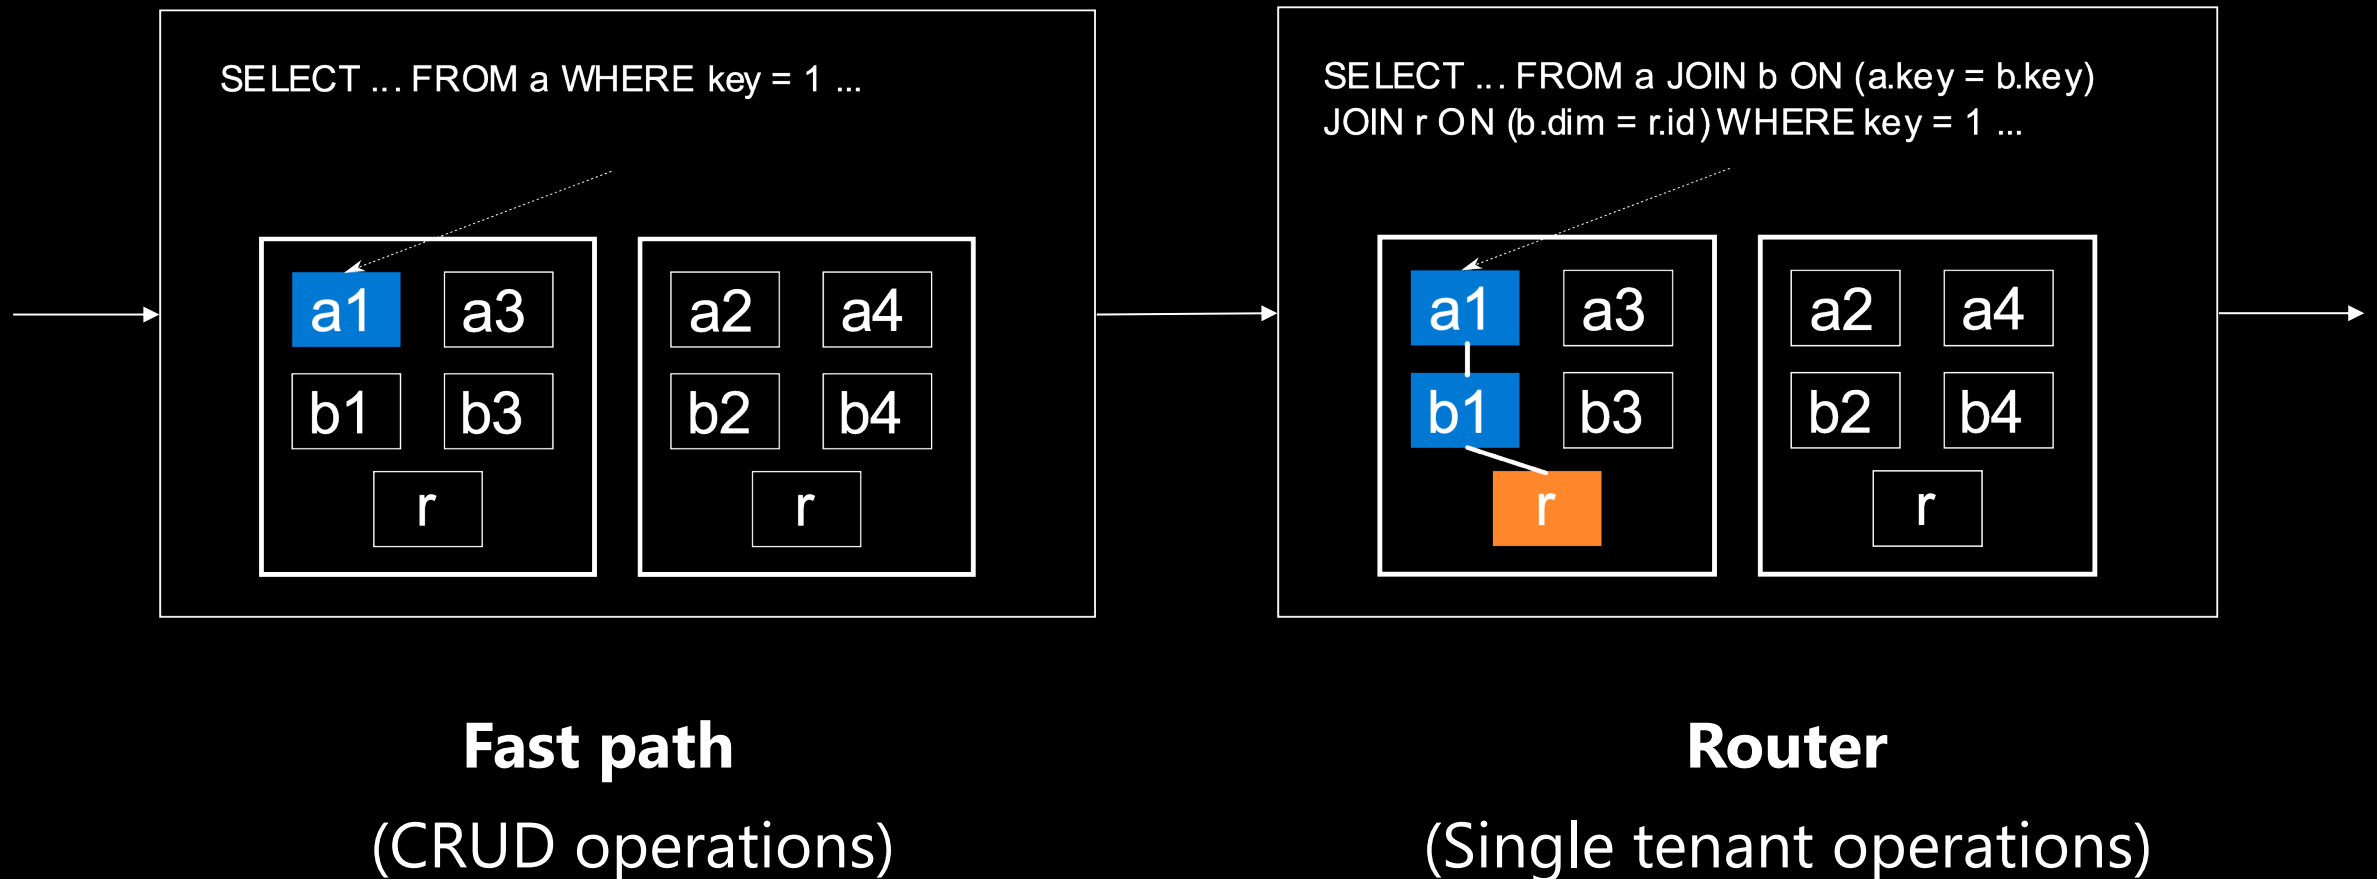 SELECT ... FROM a WHERE key = 1 ...
a1 a3 a2 a4
b1 b3 b2 b4
r r
Fast path
(CRUD operations)
SELECT ... FROM a JOIN b ON (a.key = b.key)
JOIN r ON (b.dim = r.id) WHERE key = 1 ...
a1 a3 a2 a4
b1 b3 b2 b4
r r
Router
(Single tenant operations)